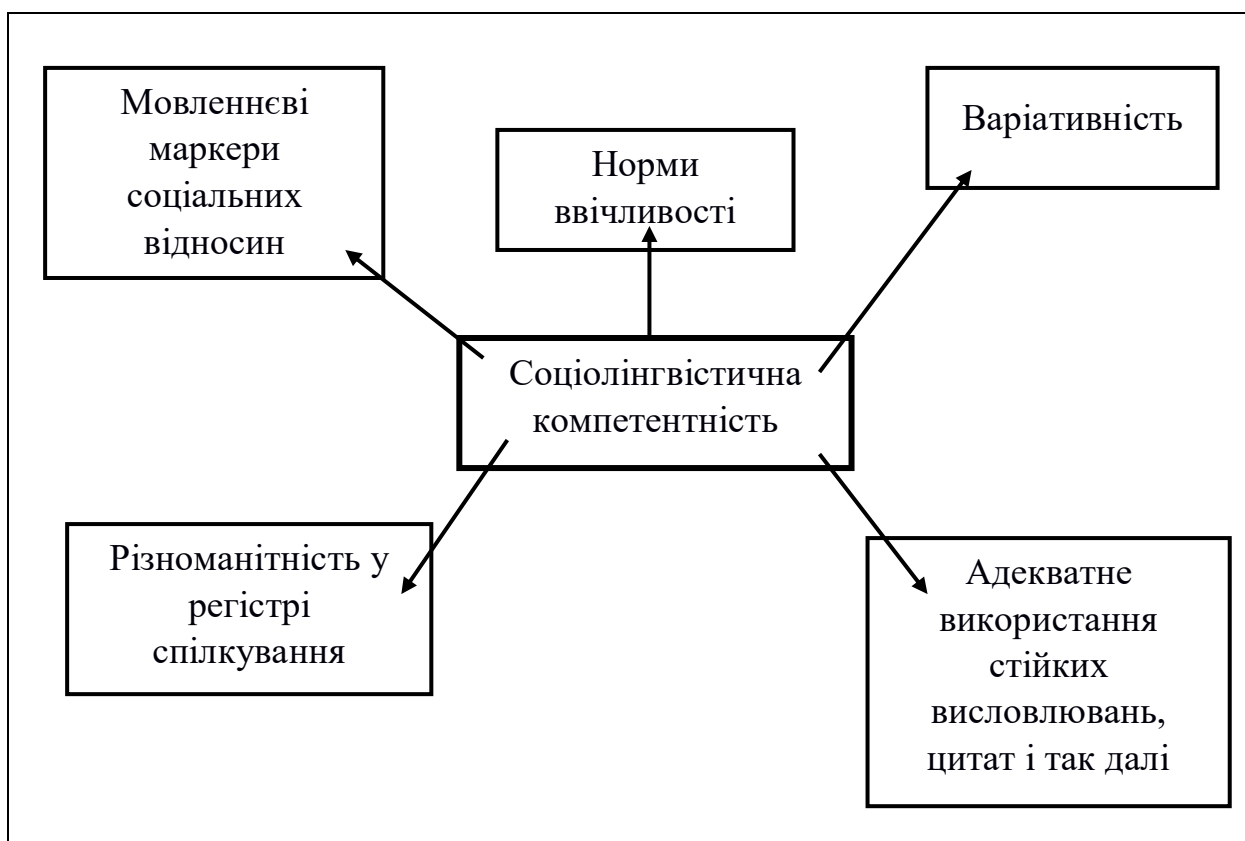 Мовленнєві
маркери
соціальних
відносин
Норми
ввічливості
Варіативність
Соціолінгвістична
компетентність
Різноманітність у
регістрі
спілкування
Адекватне
використання
стійких
висловлювань,
цитат і так далі